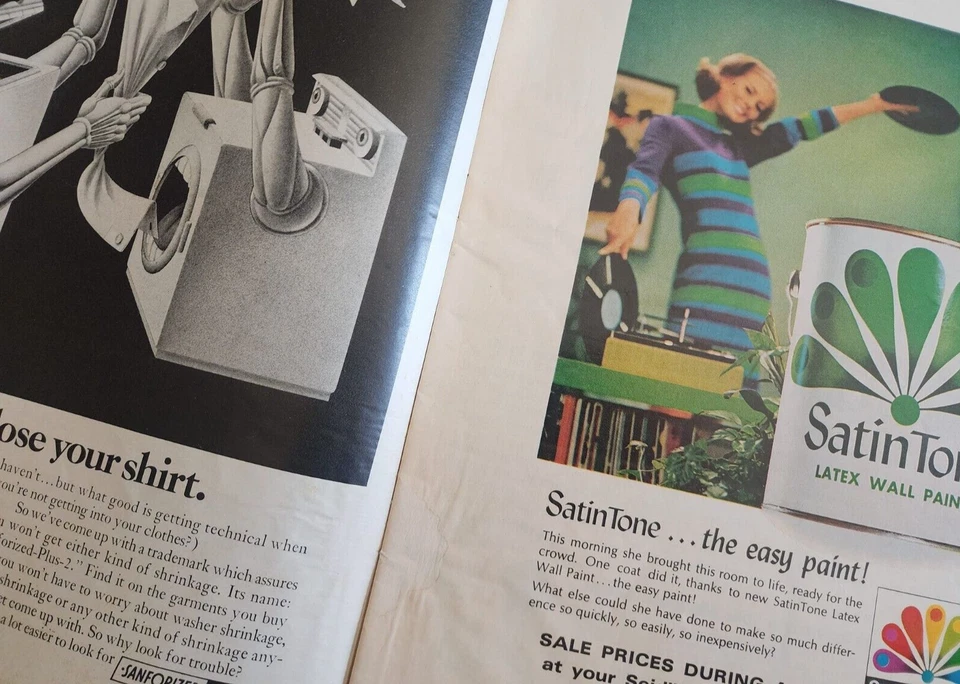 ose your shirt.
haven't...but what good is getting technical when
you're not getting into your clothes?)
So we've come up with a trademark which assures
won't get either kind of shrinkage. Its name:
forized-Plus-2." Find it on the garments you buy
you won't have to worry about washer shrinkage,
shrinkage or any other kind of shrinkage any-
come up with. So why look for trouble?
a lot easier to look for SANFORIZE
SatinTon
LATEX WALL PAIN
SatinTone ... the easy paint!
This morning she brought this room to life, ready for the
crowd. One coat did it, thanks to new SatinTone Latex
Wall Paint...the easy paint!
What else could she have done to make so much differ-
ence so quickly, so easily, so inexpensively?
SALE PRICES DURING
at your